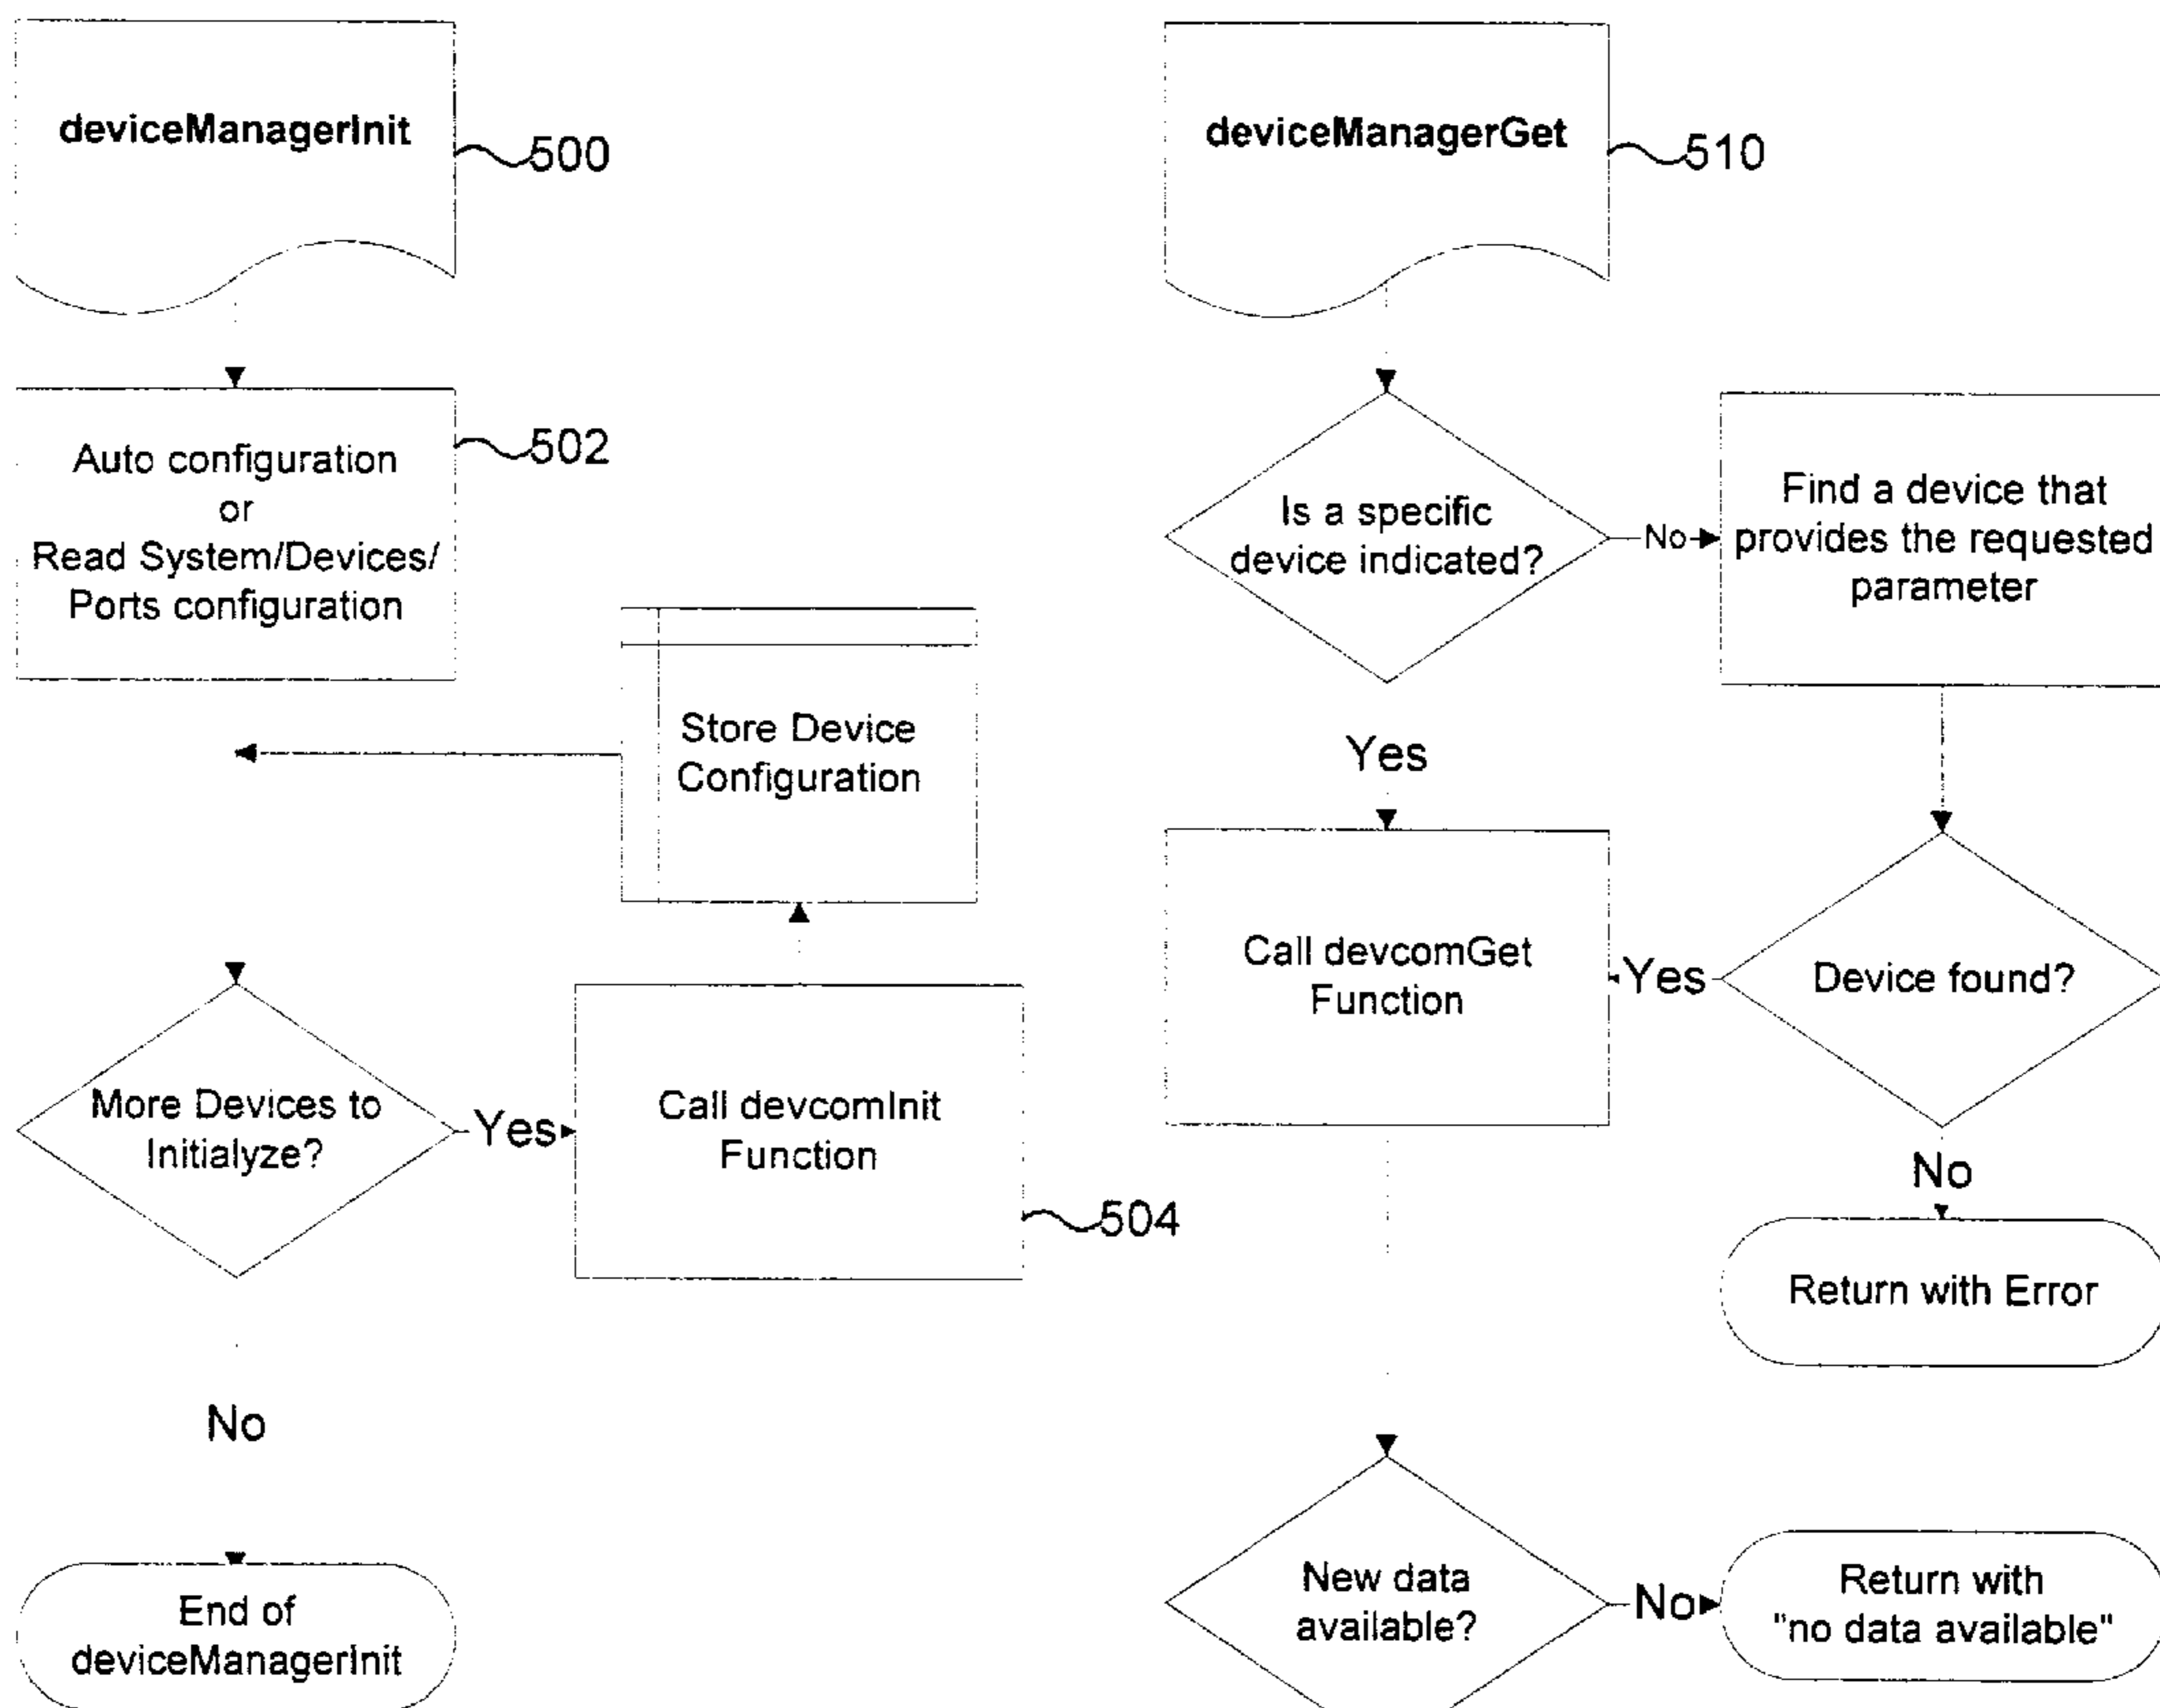 deviceManagerInit
500
Auto configuration
or
Read System/Devices/
Ports configuration
502
Store Device
Configuration
More Devices to
Initialyze?
Yes
Call devcomInit
Function
504
No
End of
deviceManagerInit
deviceManagerGet
510
Is a specific
device indicated?
No
Find a device that
provides the requested
parameter
Yes
Call devcomGet
Function
Yes
Device found?
No
Return with Error
New data
available?
No
Return with
"no data available"